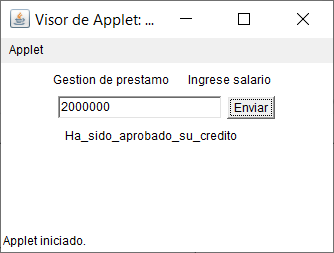 Visor de Applet: ...
Applet
Gestion de prestamo Ingrese salario
2000000 Enviar
Ha_sido_aprobado_su_credito
Applet iniciado.